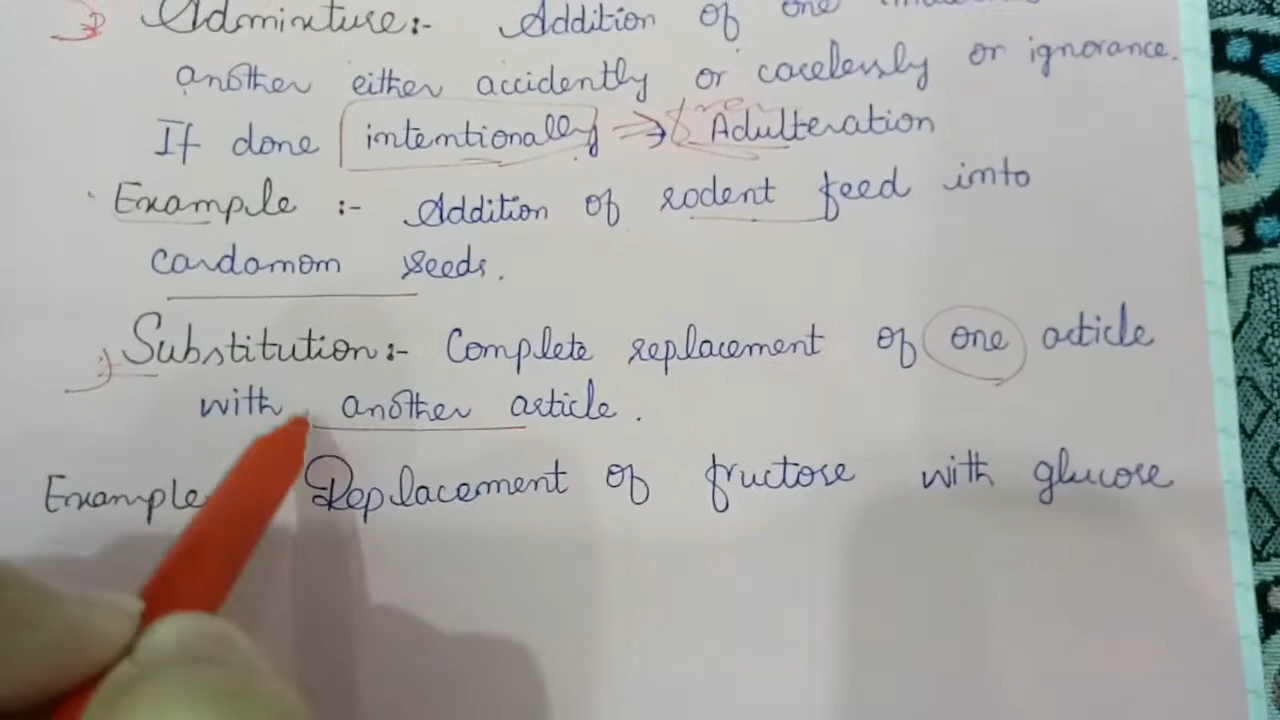 Admixture:- Addition of one
another either accidently or carelessly or ignorance.
If done intentionally ⇒ Adulteration
Example :- Addition of rodent feed into
cardamom seeds.
Substitution:- Complete replacement of one article
with another article.
Example Replacement of fructose with glucose